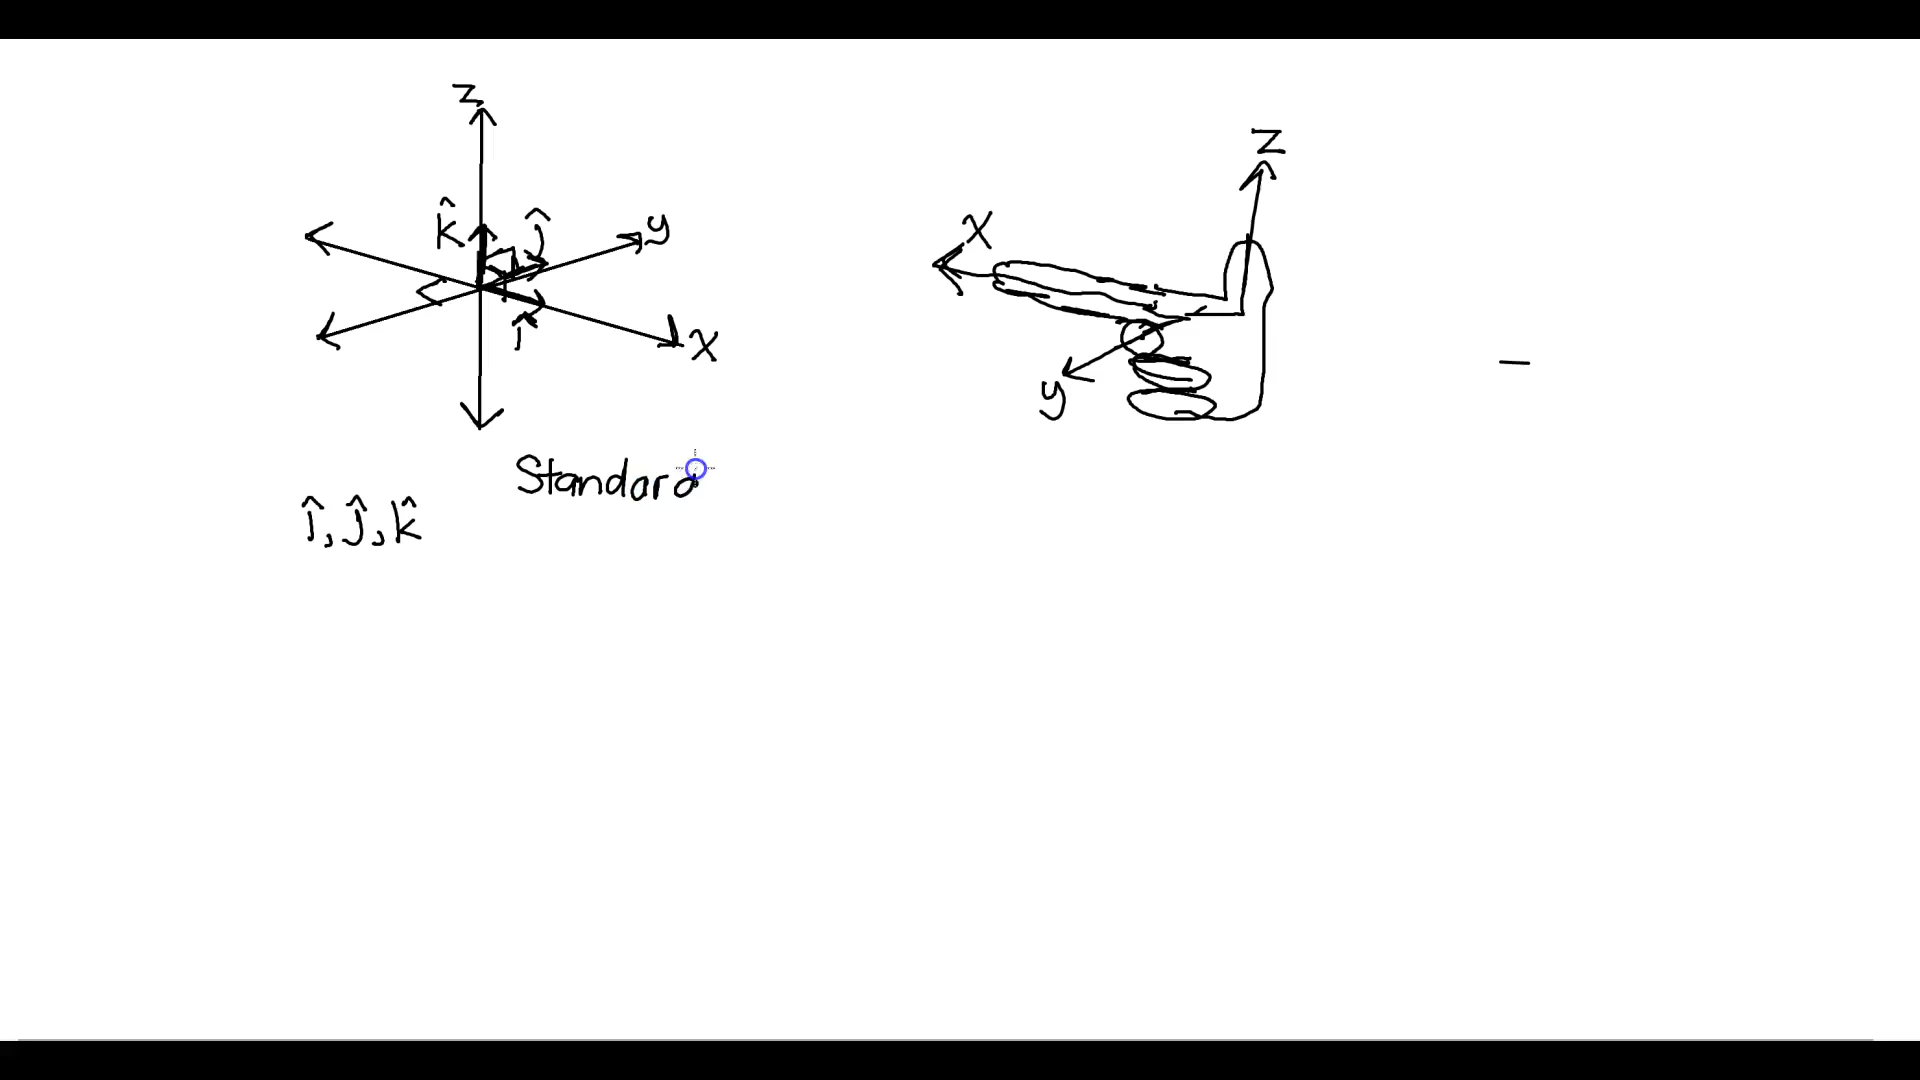 z
k̂
ĵ
y
î
x
z
x
y
Standard
î, ĵ, k̂